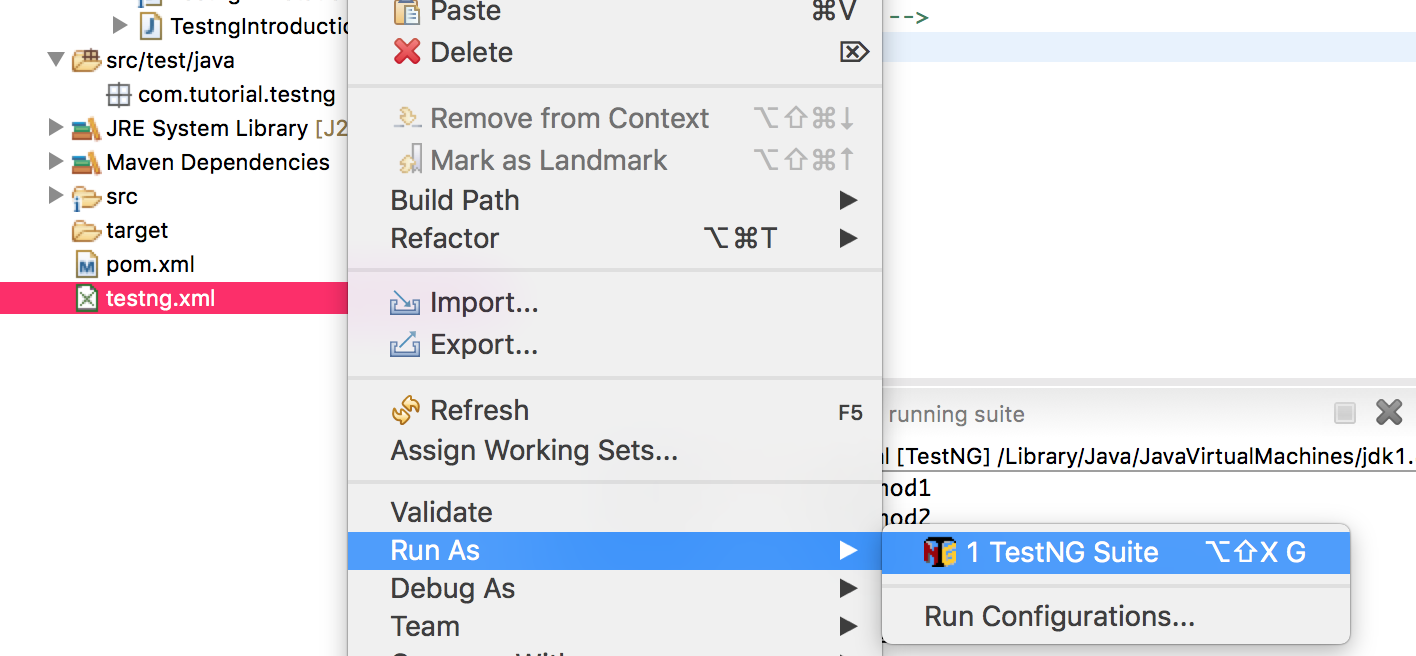 TestngIntroductio
src/test/java
com.tutorial.testng
JRE System Library [J2
Maven Dependencies
src
target
pom.xml
testng.xml
Paste ⌘V
Delete ⌦
Remove from Context ⌥⇧⌘↓
Mark as Landmark ⌥⇧⌘↑
Build Path
Refactor ⌥⌘T
Import...
Export...
Refresh F5
Assign Working Sets...
Validate
Run As
Debug As
Team
1 TestNG Suite ⌥⇧X G
Run Configurations...
-->
running suite
l [TestNG] /Library/Java/JavaVirtualMachines/jdk1.
nod1
nod2